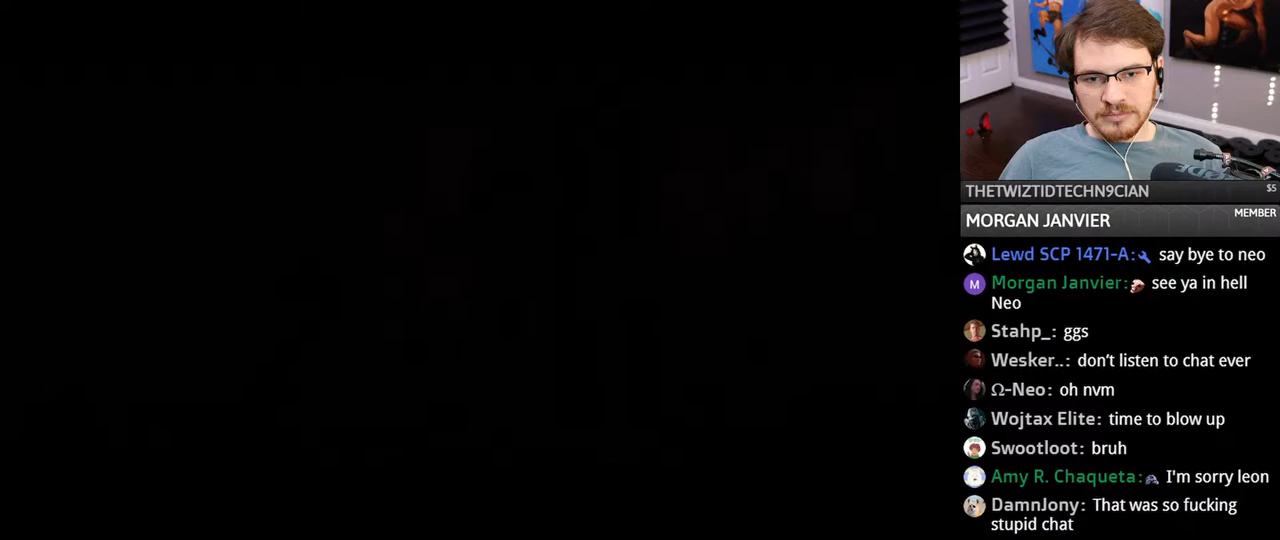 THETWIZTIDTECHN9CIAN $5
MORGAN JANVIER MEMBER
Lewd SCP 1471-A: say bye to neo
M Morgan Janvier: see ya in hell
Neo
Stahp_: ggs
Wesker..: don't listen to chat ever
Ω-Neo: oh nvm
Wojtax Elite: time to blow up
Swootloot: bruh
Amy R. Chaqueta: I'm sorry leon
DamnJony: That was so fucking
stupid chat